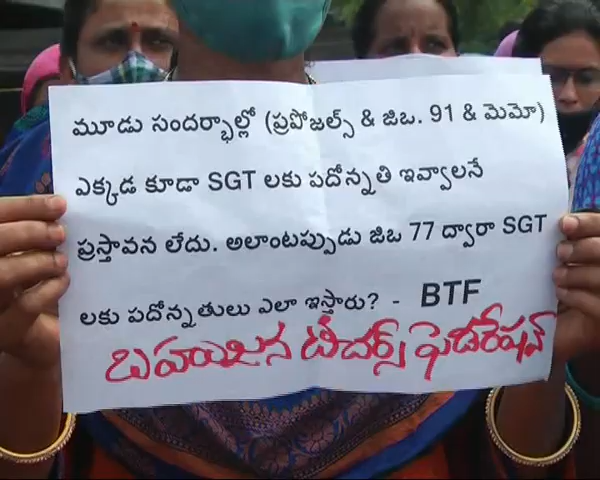 మూడు సందర్భాల్లో (ప్రపోజల్స్ & జిఒ. 91 & మెమో)
ఎక్కడ కూడా SGT లకు పదోన్నతి ఇవ్వాలనే
ప్రస్తావన లేదు. అలాంటప్పుడు జిఒ 77 ద్వారా SGT
లకు పదోన్నతులు ఎలా ఇస్తారు? - BTF
బహుజన టీచర్స్ ఫెడరేషన్